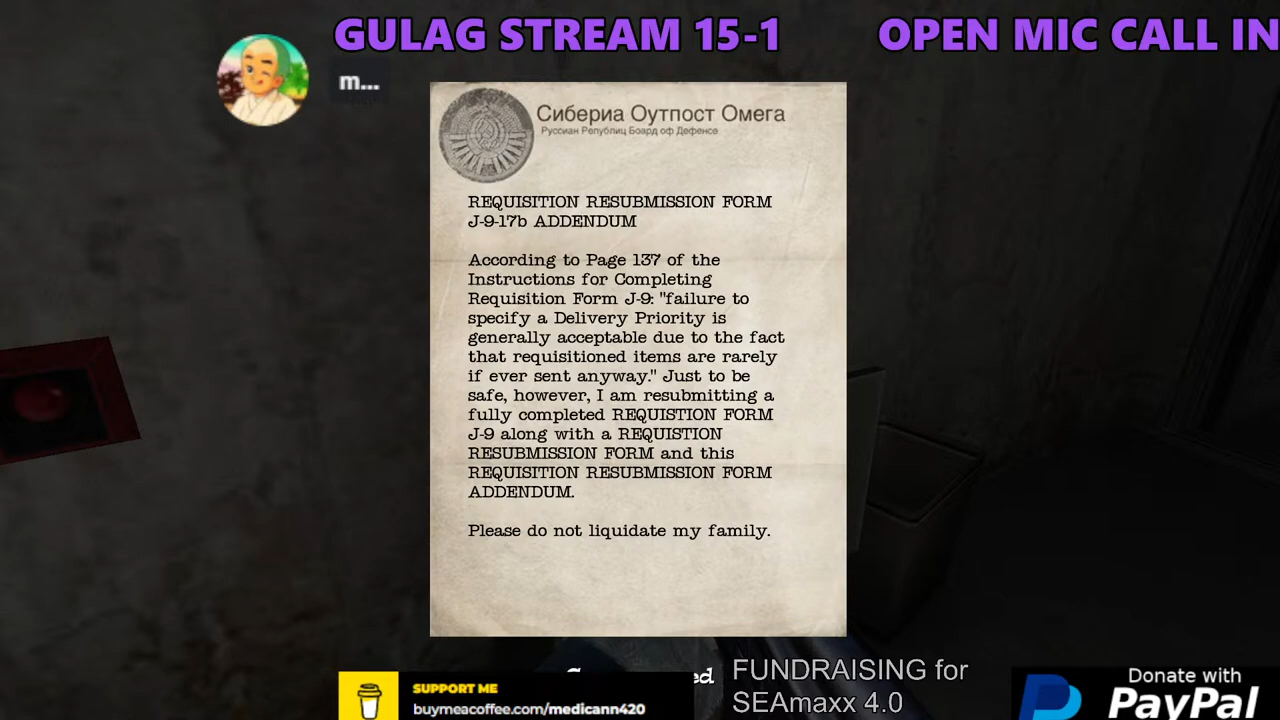 GULAG STREAM 15-1 OPEN MIC CALL IN
m...
Сибериа Оутпост Омега
Руссиан Републиц Боард оф Дефенсе
REQUISITION RESUBMISSION FORM
J-9-17b ADDENDUM
According to Page 137 of the
Instructions for Completing
Requisition Form J-9: "failure to
specify a Delivery Priority is
generally acceptable due to the fact
that requisitioned items are rarely
if ever sent anyway." Just to be
safe, however, I am resubmitting a
fully completed REQUISTION FORM
J-9 along with a REQUISTION
RESUBMISSION FORM and this
REQUISITION RESUBMISSION FORM
ADDENDUM.
Please do not liquidate my family.
SUPPORT ME
buymeacoffee.com/medicann420
FUNDRAISING for
SEAmaxx 4.0
Donate with
PayPal